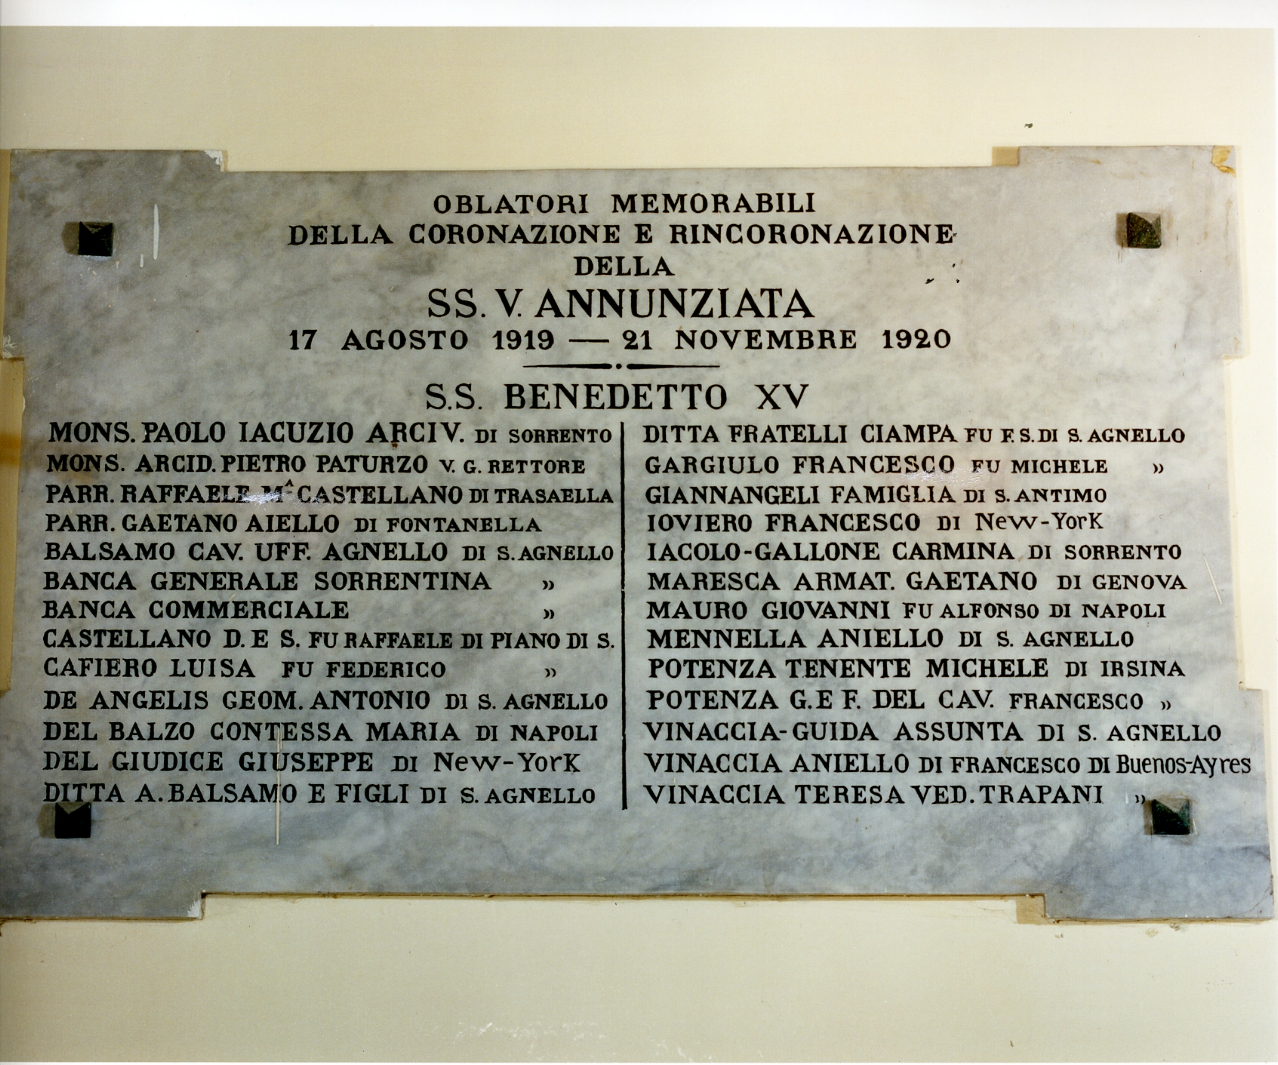 OBLATORI MEMORABILI
DELLA CORONAZIONE E RINCORONAZIONE
DELLA
SS. V. ANNUNZIATA
17 AGOSTO 1919 — 21 NOVEMBRE 1920
S.S. BENEDETTO XV
MONS. PAOLO IACUZIO ARCIV. DI SORRENTO
MONS. ARCID. PIETRO PATURZO V. G. RETTORE
PARR. RAFFAELE Mᴬ CASTELLANO DI TRASAELLA
PARR. GAETANO AIELLO DI FONTANELLA
BALSAMO CAV. UFF. AGNELLO DI S. AGNELLO
BANCA GENERALE SORRENTINA »
BANCA COMMERCIALE »
CASTELLANO D. E S. FU RAFFAELE DI PIANO DI S.
CAFIERO LUISA FU FEDERICO »
DE ANGELIS GEOM. ANTONIO DI S. AGNELLO
DEL BALZO CONTESSA MARIA DI NAPOLI
DEL GIUDICE GIUSEPPE DI New-York
DITTA A. BALSAMO E FIGLI DI S. AGNELLO
DITTA FRATELLI CIAMPA FU F. S. DI S. AGNELLO
GARGIULO FRANCESCO FU MICHELE »
GIANNANGELI FAMIGLIA DI S. ANTIMO
IOVIERO FRANCESCO DI New-York
IACOLO-GALLONE CARMINA DI SORRENTO
MARESCA ARMAT. GAETANO DI GENOVA
MAURO GIOVANNI FU ALFONSO DI NAPOLI
MENNELLA ANIELLO DI S. AGNELLO
POTENZA TENENTE MICHELE DI IRSINA
POTENZA G. E F. DEL CAV. FRANCESCO »
VINACCIA-GUIDA ASSUNTA DI S. AGNELLO
VINACCIA ANIELLO DI FRANCESCO DI Buenos-Ayres
VINACCIA TERESA VED. TRAPANI »